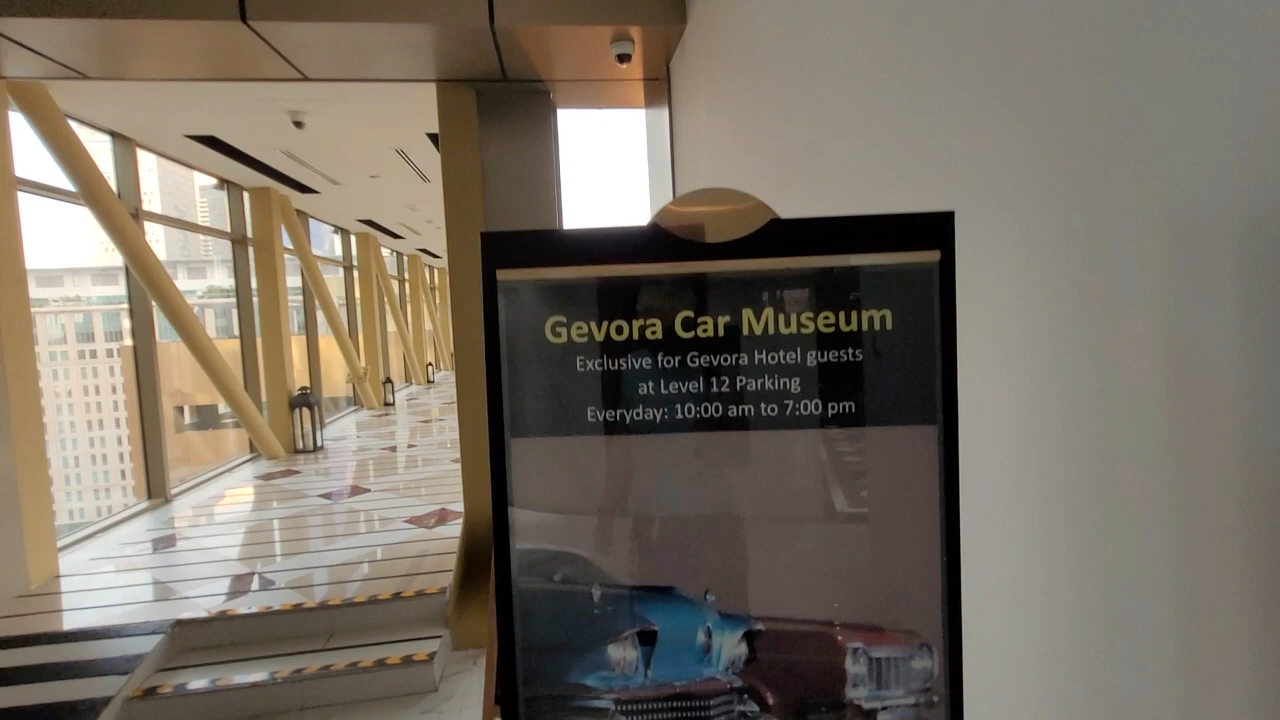 Gevora Car Museum
Exclusive for Gevora Hotel guests
at Level 12 Parking
Everyday: 10:00 am to 7:00 pm